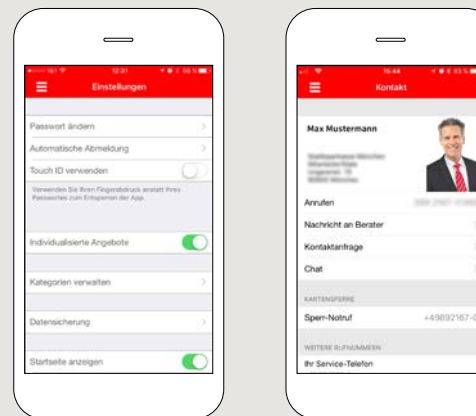 12:31
Einstellungen
Passwort ändern
Automatische Abmeldung
Touch ID verwenden
Verwenden Sie Ihren Fingerabdruck anstatt Ihres
Passwortes zum Entsperren der App.
Individualisierte Angebote
Kategorien verwalten
Datensicherung
Startseite anzeigen
15:44
Kontakt
Max Mustermann
Anrufen
Nachricht an Berater
Kontaktanfrage
Chat
KARTENSPERRE
Sperr-Notruf
+49892167-0
WEITERE RUFNUMMERN
Ihr Service-Telefon